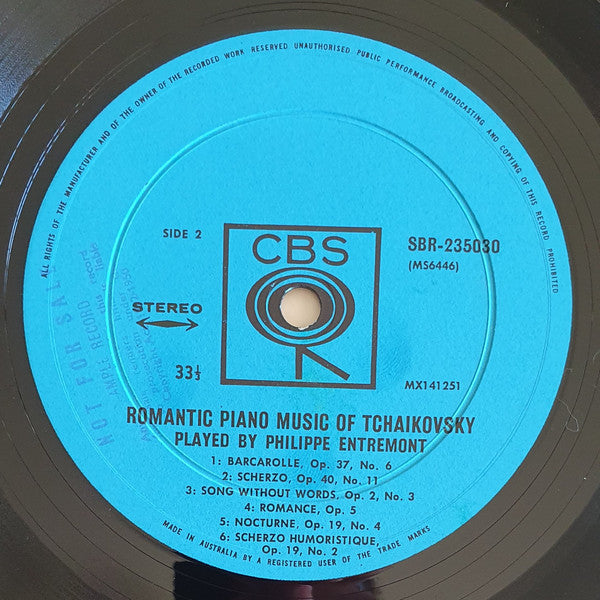 ALL RIGHTS OF THE MANUFACTURER AND OF THE OWNER OF THE RECORDED WORK RESERVED UNAUTHORISED PUBLIC PERFORMANCE BROADCASTING AND COPYING OF THIS RECORD PROHIBITED
SIDE 2
CBS
SBR-235030
(MS6446)
STEREO
33⅓
MX141251
NOT FOR SALE
ROMANTIC PIANO MUSIC OF TCHAIKOVSKY
PLAYED BY PHILIPPE ENTREMONT
1: BARCAROLLE, Op. 37, No. 6
2: SCHERZO, Op. 40, No. 11
3: SONG WITHOUT WORDS, Op. 2, No. 3
4: ROMANCE, Op. 5
5: NOCTURNE, Op. 19, No. 4
6: SCHERZO HUMORISTIQUE,
Op. 19, No. 2
MADE IN AUSTRALIA BY A REGISTERED USER OF THE TRADE MARKS